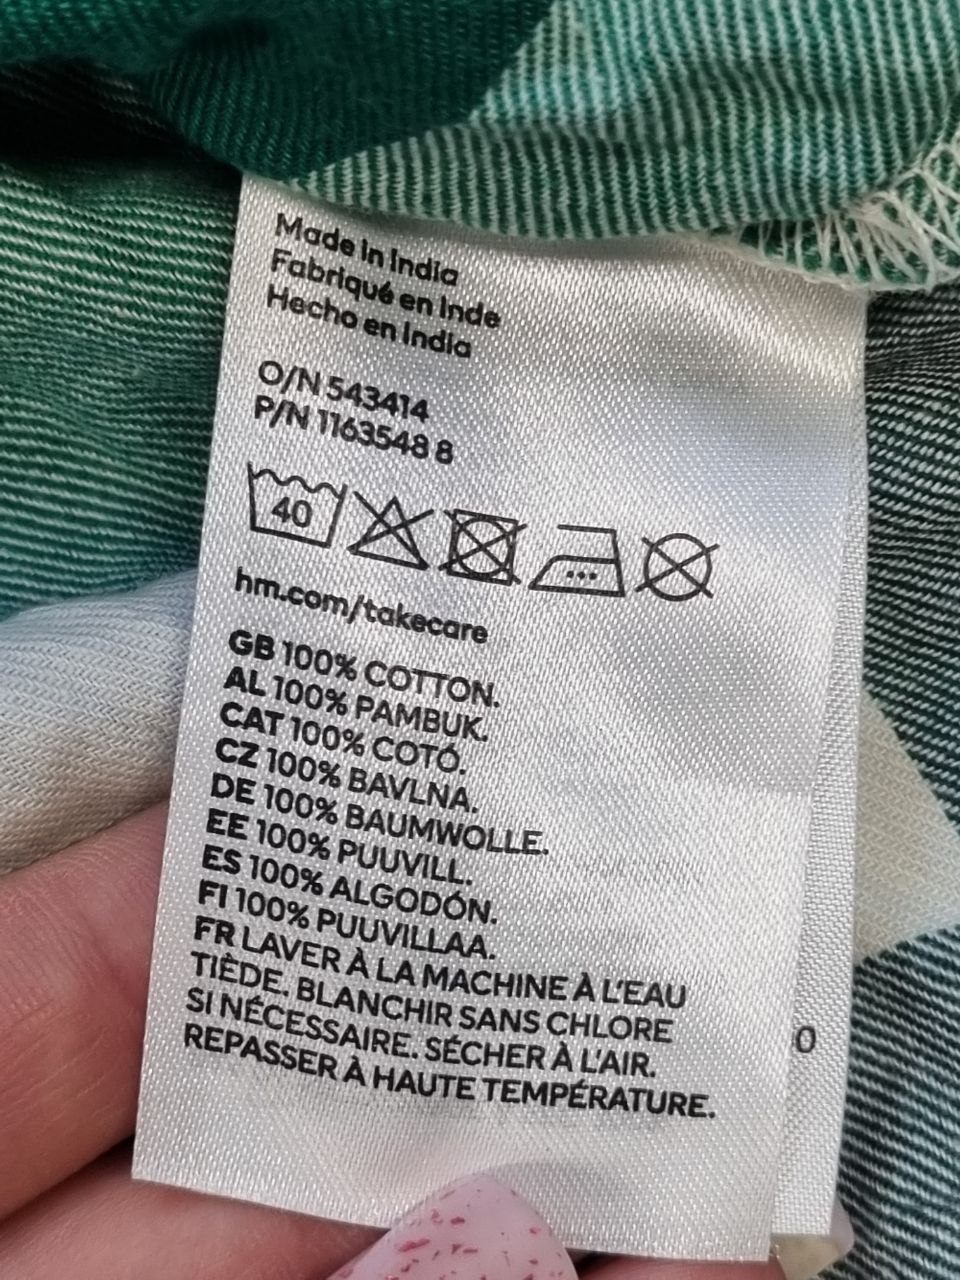 Made in India
Fabriqué en Inde
Hecho en India
O/N 543414
P/N 1163548 8
40
hm.com/takecare
GB 100% COTTON.
AL 100% PAMBUK.
CAT 100% COTÓ.
CZ 100% BAVLNA.
DE 100% BAUMWOLLE.
EE 100% PUUVILL.
ES 100% ALGODÓN.
FI 100% PUUVILLAA.
FR LAVER À LA MACHINE À L'EAU
TIÈDE. BLANCHIR SANS CHLORE
SI NÉCESSAIRE. SÉCHER À L'AIR.
REPASSER À HAUTE TEMPÉRATURE.
O